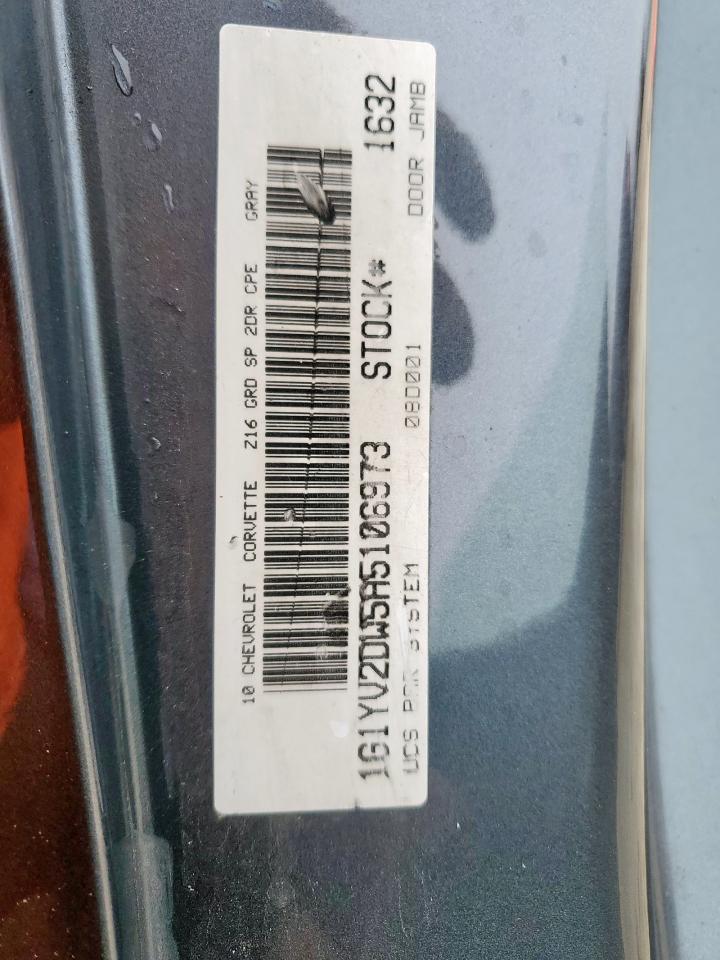 10 CHEVROLET CORVETTE Z16 GRD SP 2DR CPE GRAY
1G1YV2DW5A5106973 STOCK# 1632
UCS PDR SYSTEM 080001 DOOR JAMB